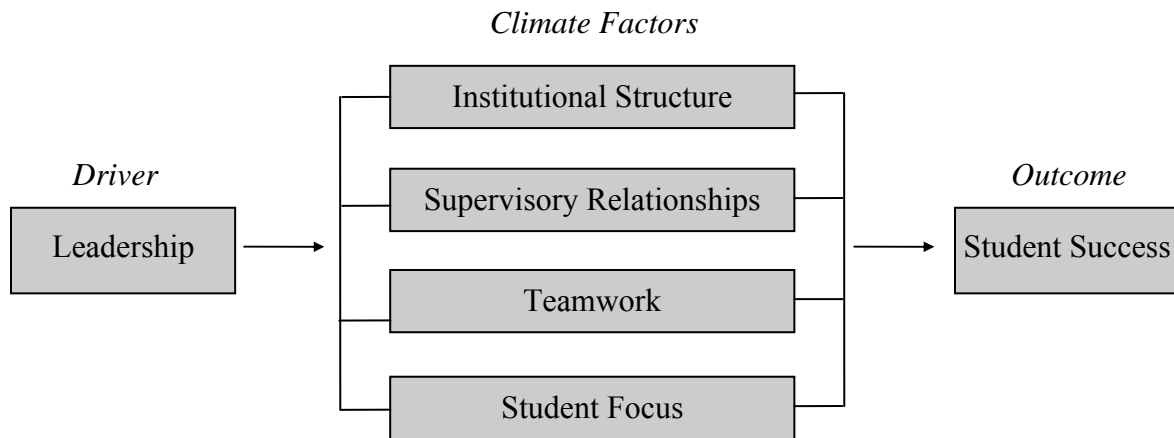 Climate Factors
Institutional Structure
Driver
Leadership
Supervisory Relationships
Teamwork
Student Focus
Outcome
Student Success